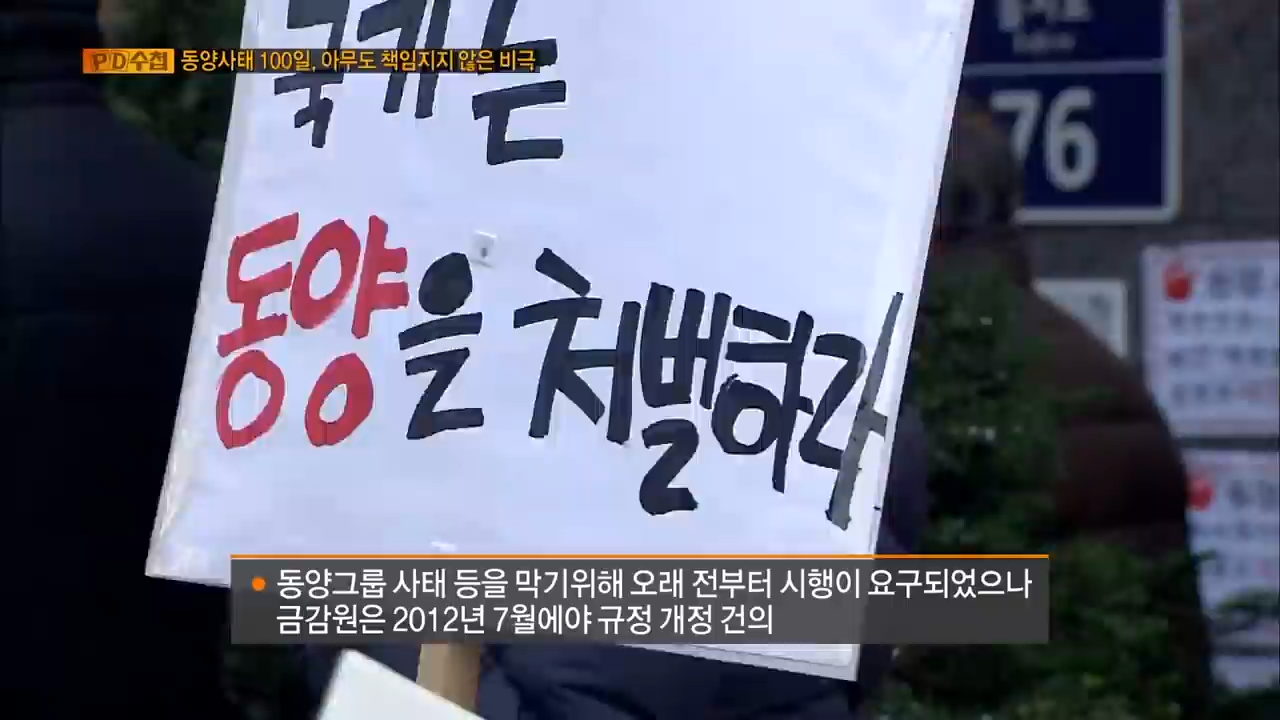 PD수첩 동양사태 100일, 아무도 책임지지 않은 비극
국가는
76
동양을 처벌하라
동양그룹 사태 등을 막기위해 오래 전부터 시행이 요구되었으나
금감원은 2012년 7월에야 규정 개정 건의